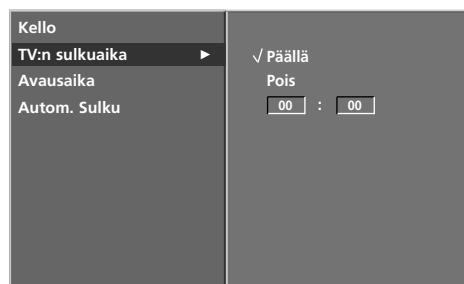 Kello
TV:n sulkuaika ►
Avausaika
Autom. Sulku
√ Päällä
Pois
00 : 00